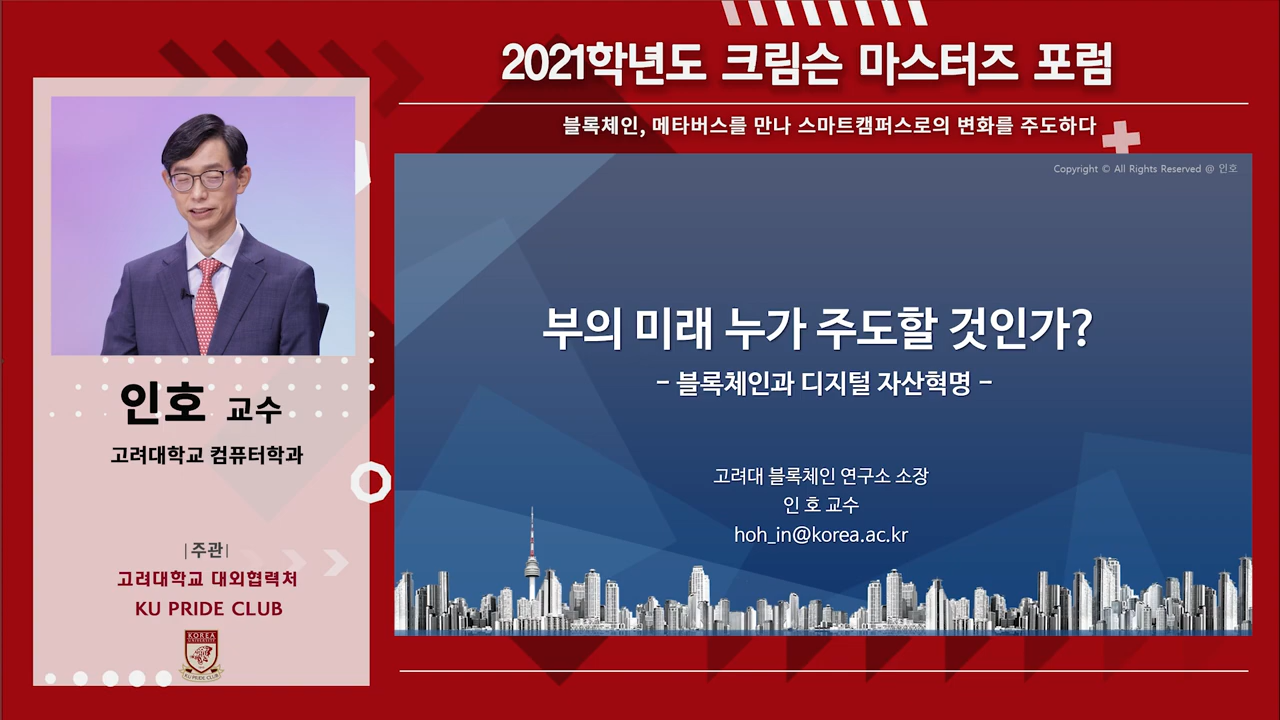 2021학년도 크림슨 마스터즈 포럼
블록체인, 메타버스를 만나 스마트캠퍼스로의 변화를 주도하다
Copyright © All Rights Reserved @ 인호
부의 미래 누가 주도할 것인가?
- 블록체인과 디지털 자산혁명 -
고려대 블록체인 연구소 소장
인 호 교수
hoh_in@korea.ac.kr
인호 교수
고려대학교 컴퓨터학과
|주관|
고려대학교 대외협력처
KU PRIDE CLUB
KOREA
UNIVERSITY
KU PRIDE CLUB